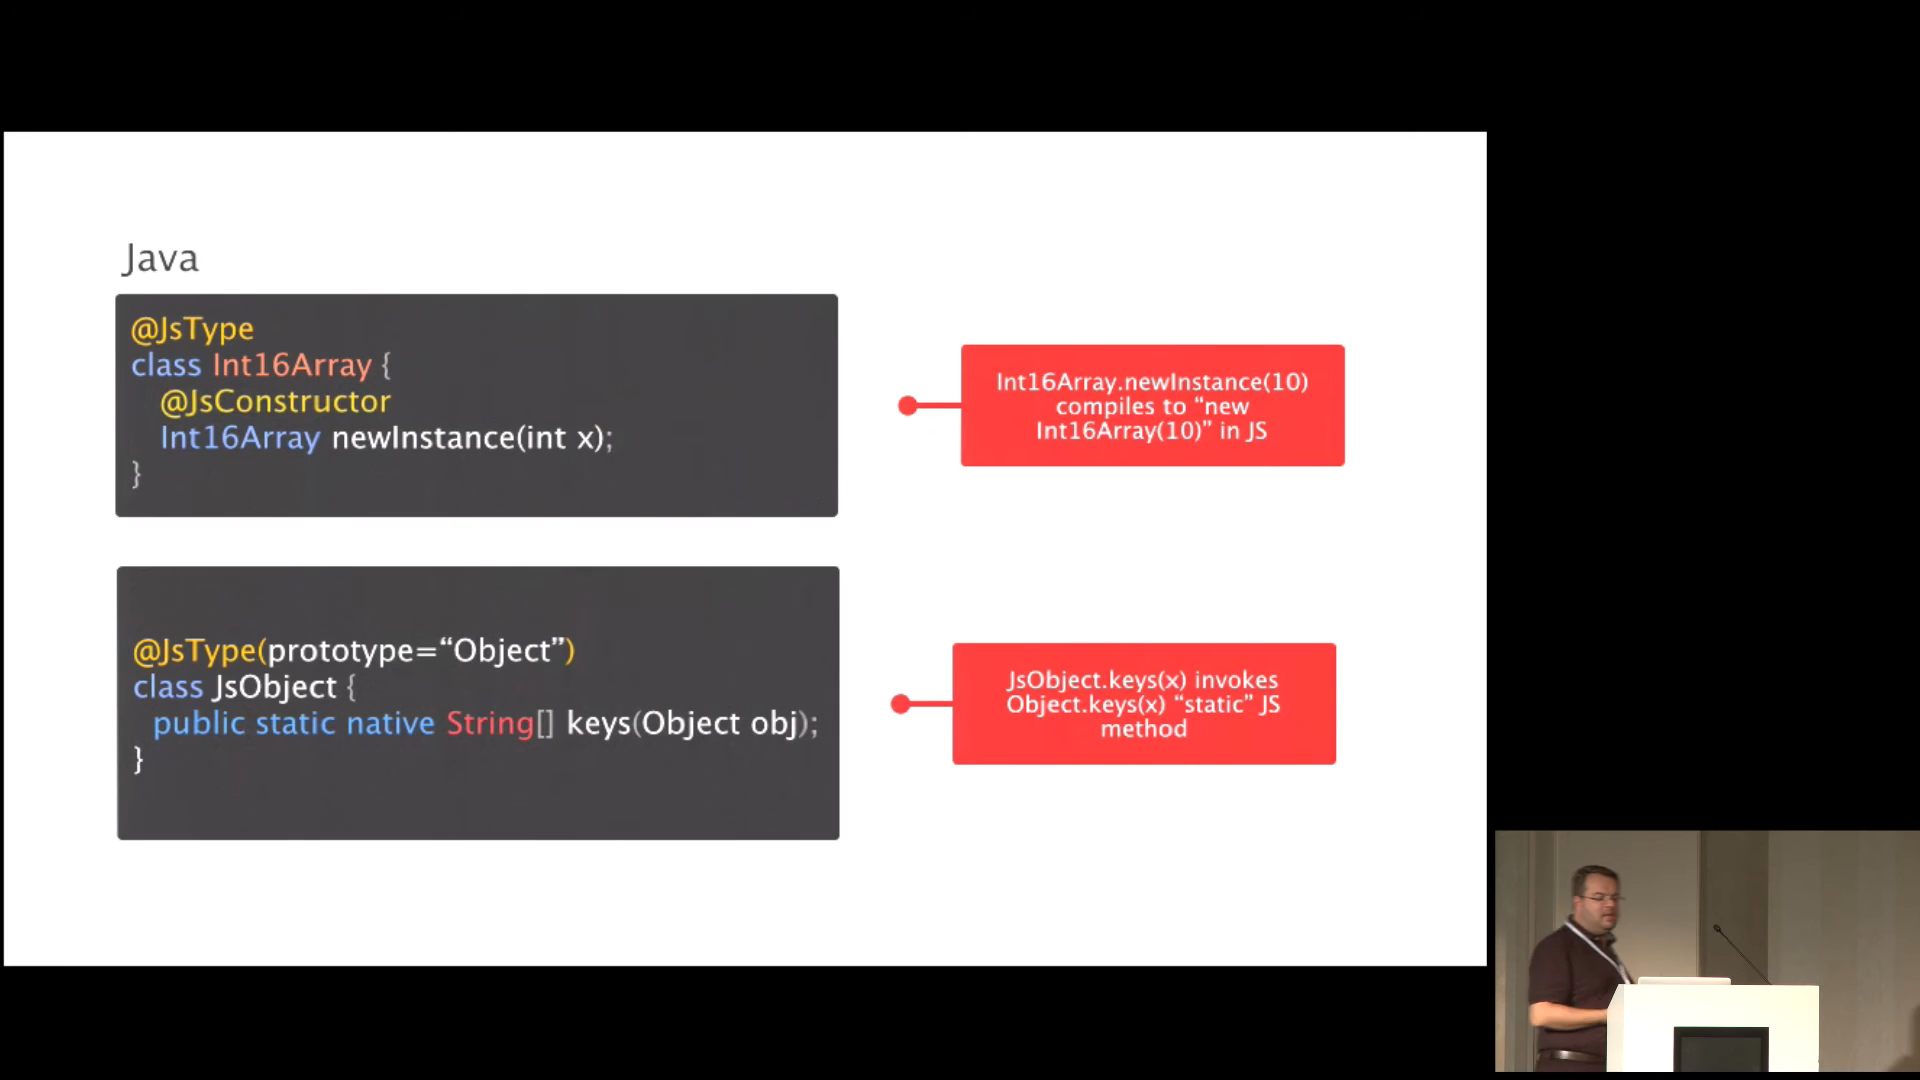 Java
@JsType
class Int16Array {
@JsConstructor
Int16Array newInstance(int x);
}
Int16Array.newInstance(10)
compiles to “new
Int16Array(10)” in JS
@JsType(prototype=“Object”)
class JsObject {
public static native String[] keys(Object obj);
}
JsObject.keys(x) invokes
Object.keys(x) “static” JS
method